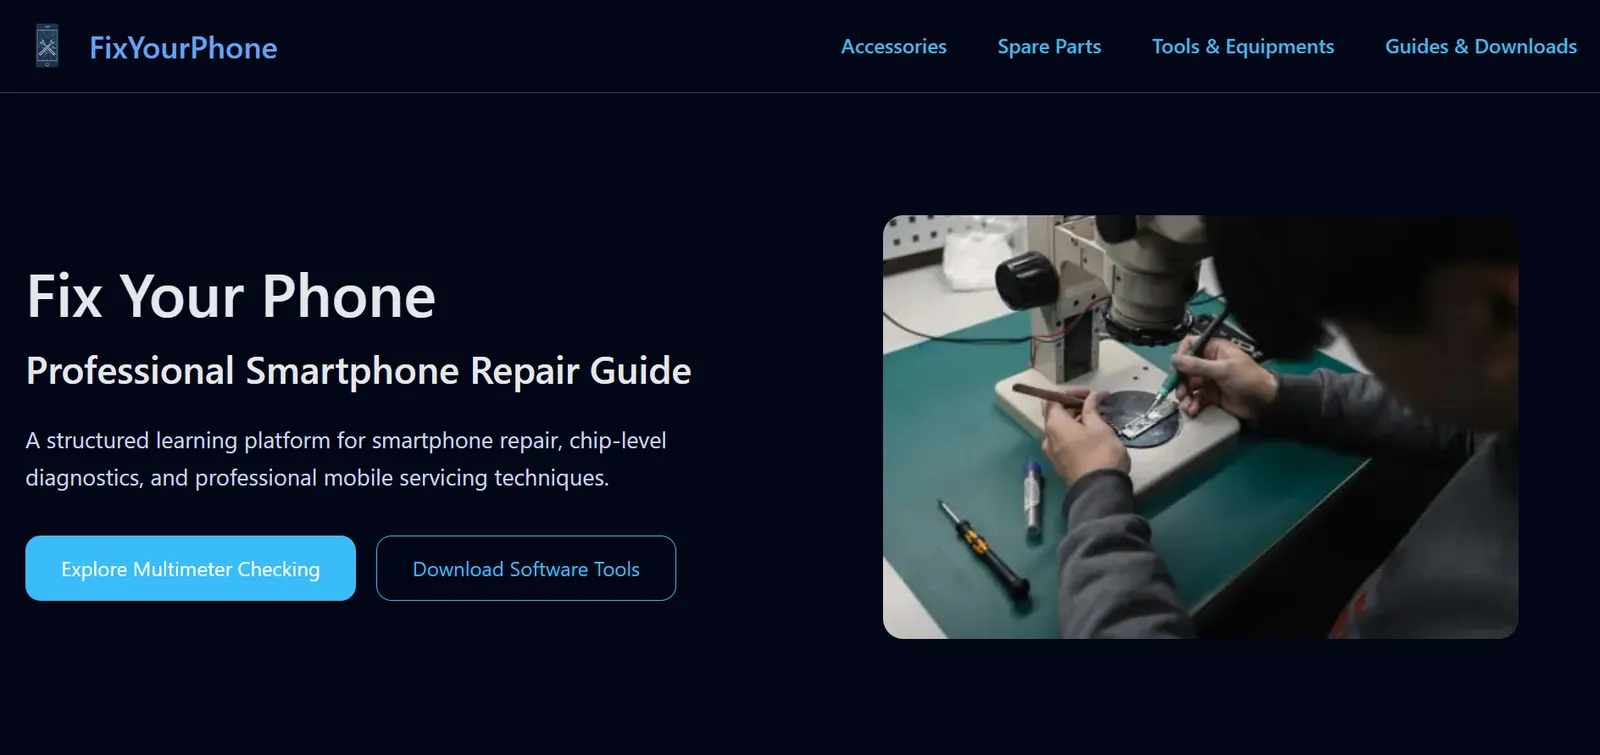 FixYourPhone
Accessories
Spare Parts
Tools & Equipments
Guides & Downloads
Fix Your Phone
Professional Smartphone Repair Guide
A structured learning platform for smartphone repair, chip-level
diagnostics, and professional mobile servicing techniques.
Explore Multimeter Checking
Download Software Tools